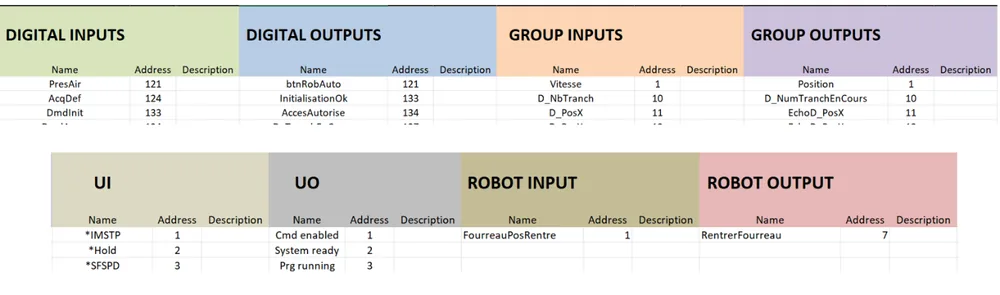 DIGITAL INPUTS DIGITAL OUTPUTS GROUP INPUTS GROUP OUTPUTS
Name Address Description Name Address Description Name Address Description Name Address Description
PresAir 121 btnRobAuto 121 Vitesse 1 Position 1
AcqDef 124 InitialisationOk 133 D_NbTranch 10 D_NumTranchEnCours 10
DmdInit 133 AccesAutorise 134 D_PosX 11 EchoD_PosX 11
UI UO ROBOT INPUT ROBOT OUTPUT
Name Address Description Name Address Description Name Address Description Name Address Description
*IMSTP 1 Cmd enabled 1 FourreauPosRentre 1 RentrerFourreau 7
*Hold 2 System ready 2
*SFSPD 3 Prg running 3